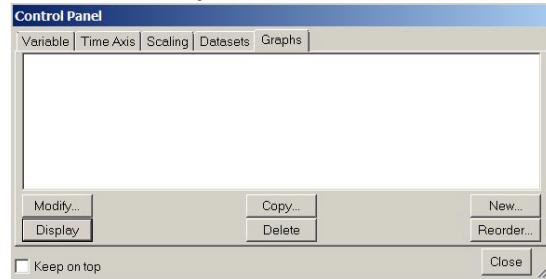 Control Panel
Variable Time Axis Scaling Datasets Graphs
Modify... Copy... New...
Display Delete Reorder...
Keep on top Close